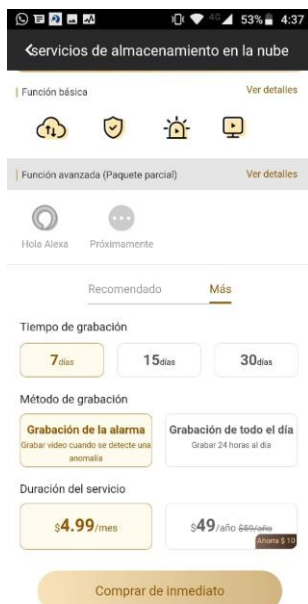 4G 53% 4:37
servicios de almacenamiento en la nube
Función básica Ver detalles
Función avanzada (Paquete parcial) Ver detalles
Hola Alexa Próximamente
Recomendado Más
Tiempo de grabación
7días 15días 30días
Método de grabación
Grabación de la alarma
Grabar video cuando se detecte una
anomalía
Grabación de todo el día
Grabar 24 horas al día
Duración del servicio
$4.99/mes $49/año $59/año
Ahorra $10
Comprar de inmediato